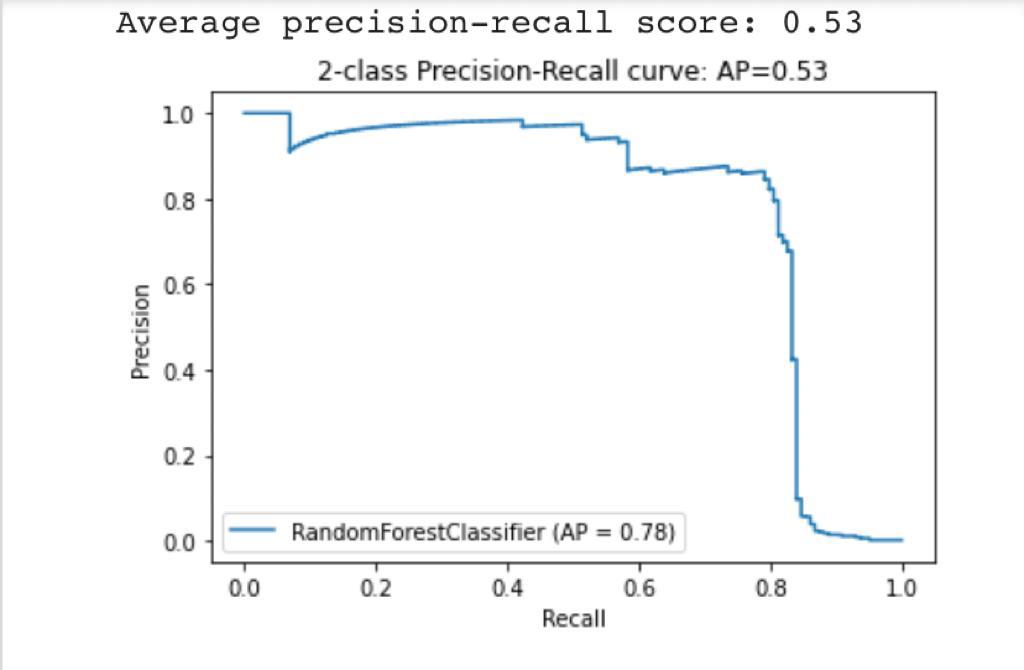 Average precision-recall score: 0.53
2-class Precision-Recall curve: AP=0.53
1.0
0.8
0.6
0.4
0.2
0.0
Precision
RandomForestClassifier (AP = 0.78)
0.0 0.2 0.4 0.6 0.8 1.0
Recall